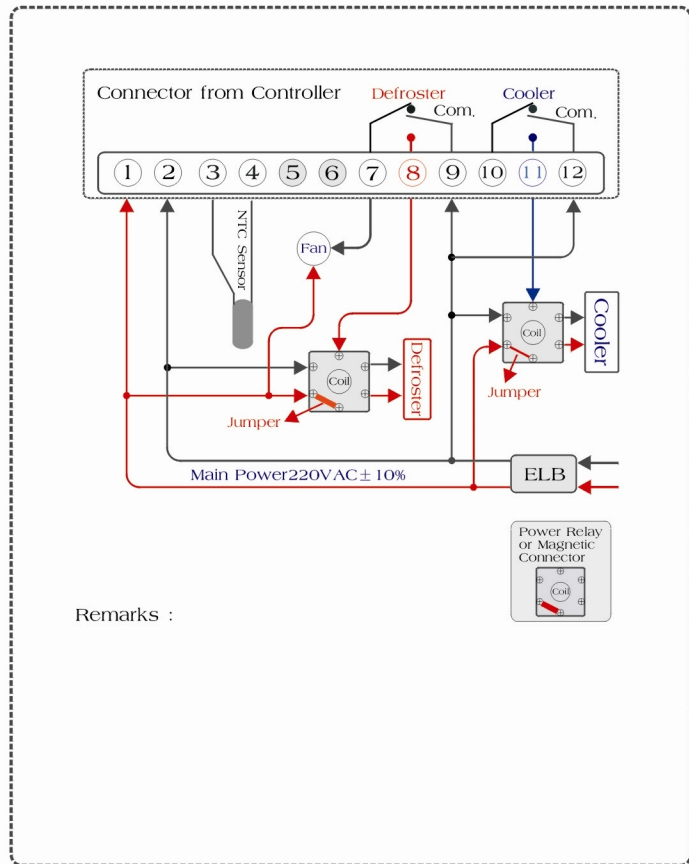 Connector from Controller
Defroster
Com.
Cooler
Com.
1 2 3 4 5 6 7 8 9 10 11 12
NTC Sensor
Fan
Coil
Defroster
Jumper
Coil
Cooler
Jumper
Main Power220VAC±10%
ELB
Power Relay
or Magnetic
Connector
Coil
Remarks :